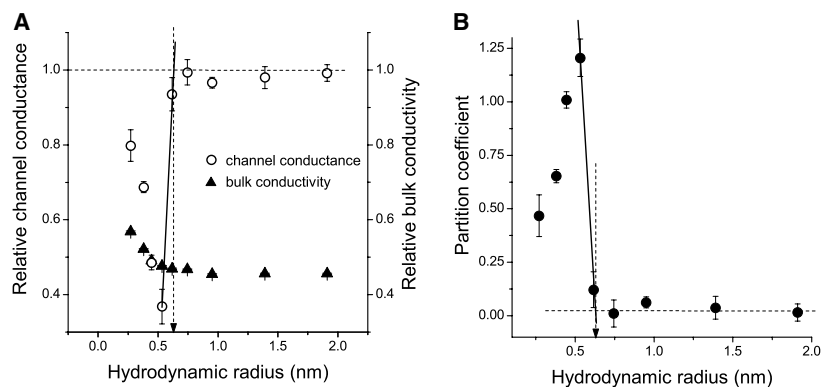 A
Relative channel conductance
1.0
0.8
0.6
0.4
0.0
0.5
1.0
1.5
2.0
Hydrodynamic radius (nm)
channel conductance
bulk conductivity
1.0
0.8
0.6
0.4
Relative bulk conductivity
B
Partition coefficient
1.25
1.00
0.75
0.50
0.25
0.00
0.5
1.0
1.5
2.0
Hydrodynamic radius (nm)